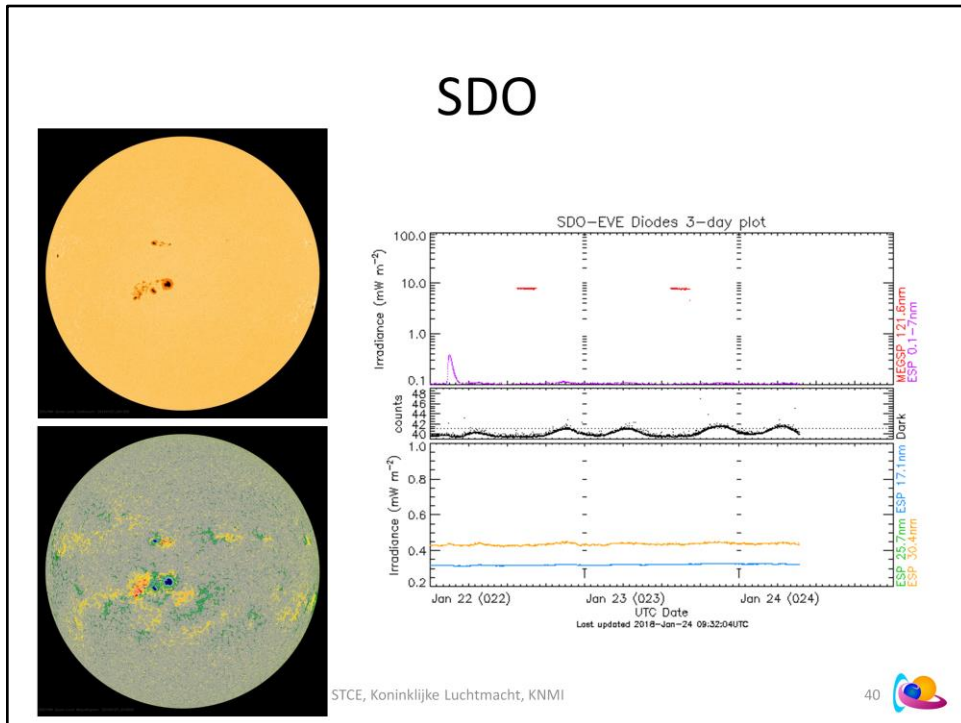 SDO
SDO-EVE Diodes 3-day plot
Irradiance (mW m⁻²)
100.0
10.0
1.0
0.1
MEGSP 121.6nm
ESP 0.1-7nm
counts
48
46
44
42
40
Dark
Irradiance (mW m⁻²)
1.0
0.8
0.6
0.4
0.2
ESP 25.7nm ESP 17.1nm
ESP 30.4nm
Jan 22 (022) Jan 23 (023) Jan 24 (024)
UTC Date
Last updated 2018-Jan-24 09:32:04UTC
STCE, Koninklijke Luchtmacht, KNMI
40